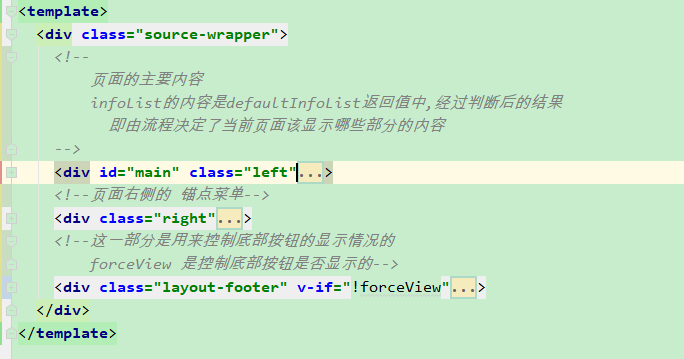 <template>
<div class="source-wrapper">
<!--
页面的主要内容
infoList的内容是defaultInfoList返回值中,经过判断后的结果
即由流程决定了当前页面该显示哪些部分的内容
-->
<div id="main" class="left"...>
<!--页面右侧的 锚点菜单-->
<div class="right"...>
<!--这一部分是用来控制底部按钮的显示情况的
forceView 是控制底部按钮是否显示的-->
<div class="layout-footer" v-if="!forceView"...>
</div>
</template>